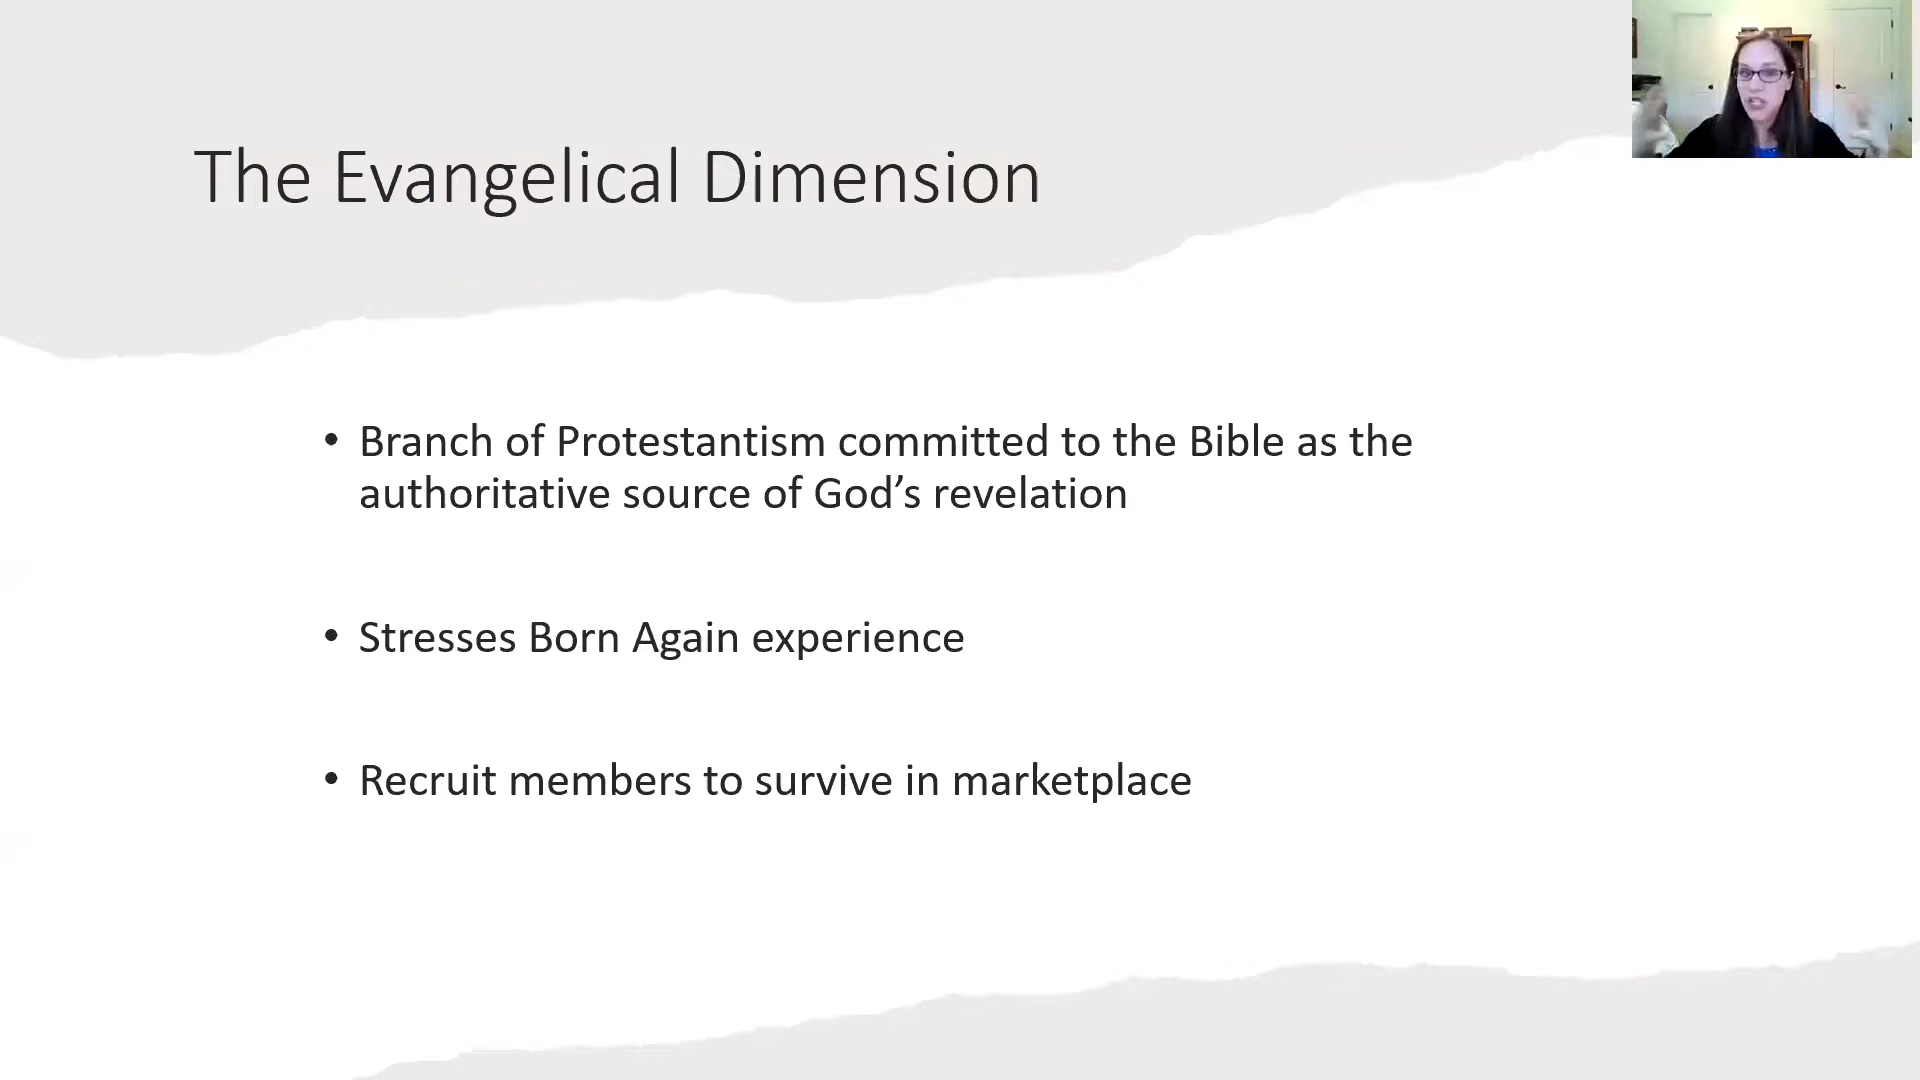 The Evangelical Dimension
• Branch of Protestantism committed to the Bible as the
authoritative source of God’s revelation
• Stresses Born Again experience
• Recruit members to survive in marketplace